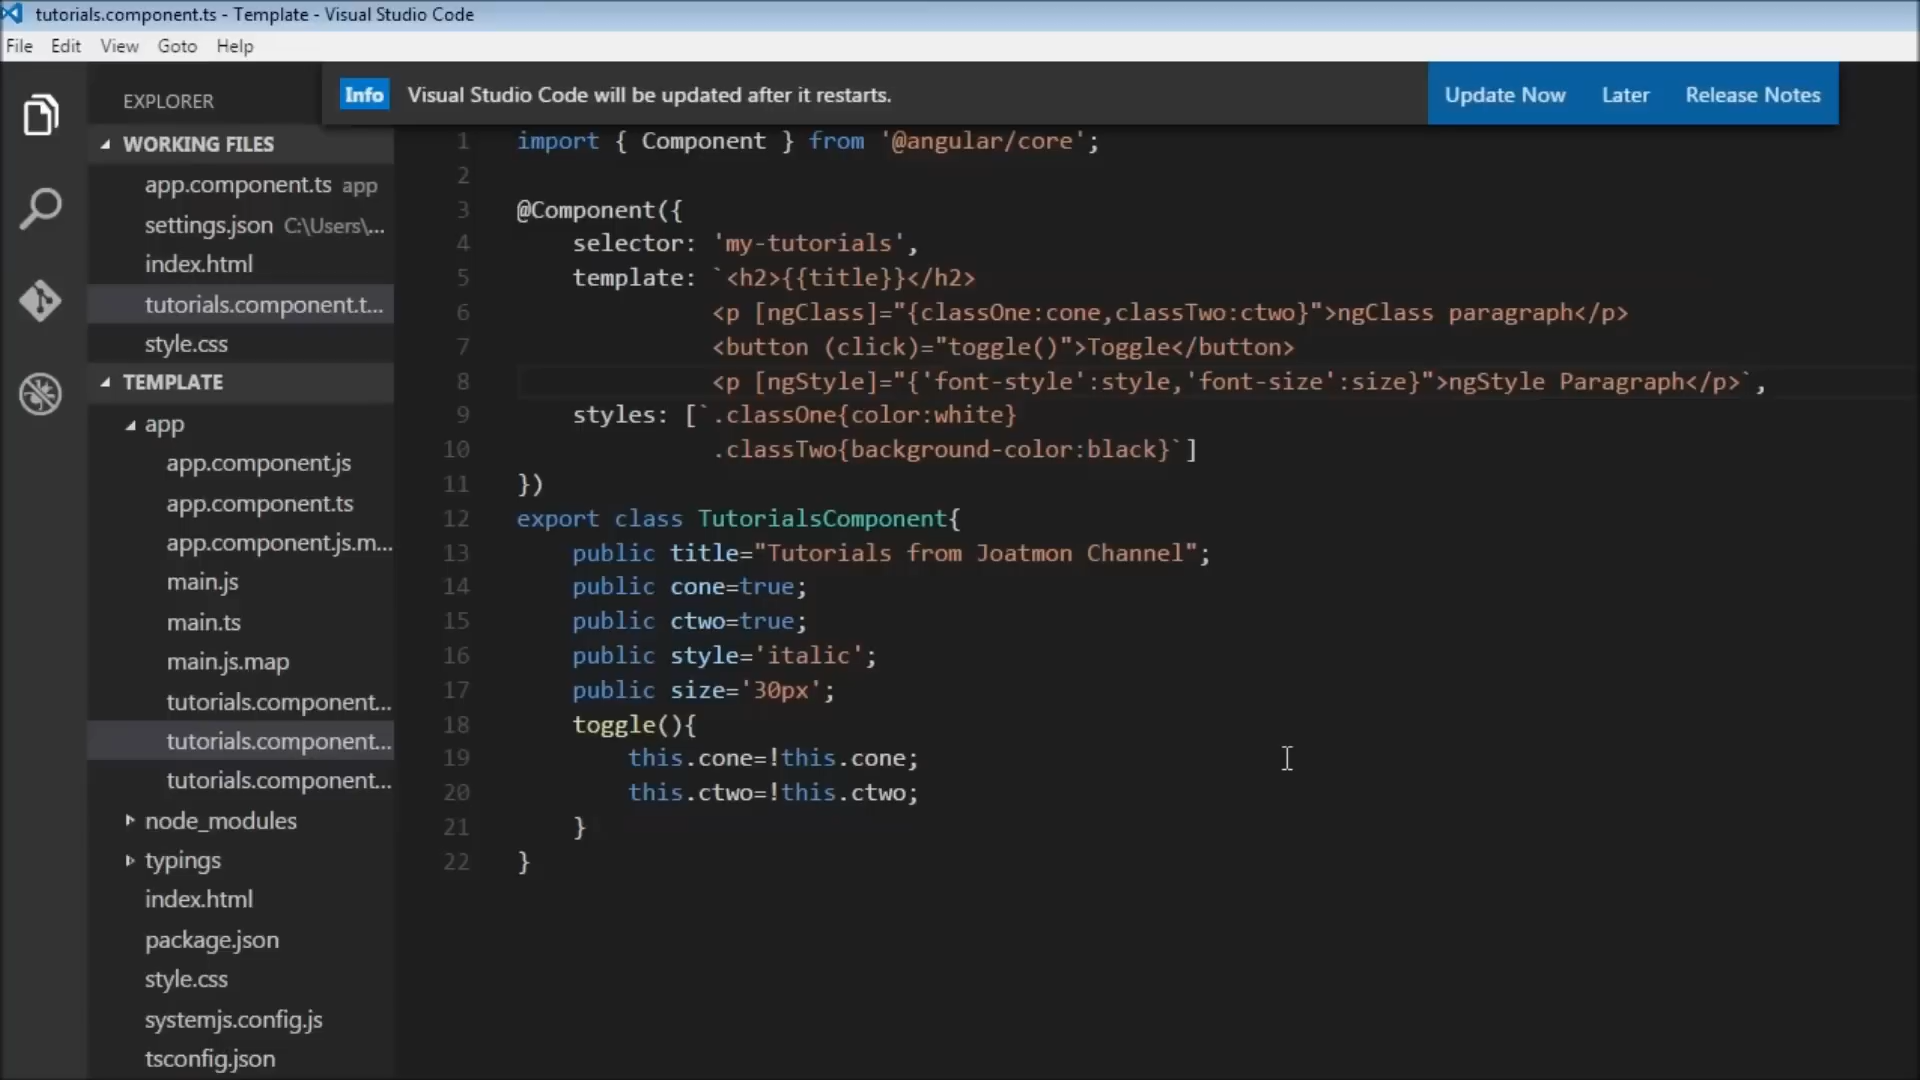 tutorials.component.ts - Template - Visual Studio Code
File Edit View Goto Help
EXPLORER
Info Visual Studio Code will be updated after it restarts. Update Now Later Release Notes
WORKING FILES
app.component.ts app
settings.json C:\Users\...
index.html
tutorials.component.t...
style.css
TEMPLATE
app
app.component.js
app.component.ts
app.component.js.m...
main.js
main.ts
main.js.map
tutorials.component...
tutorials.component...
tutorials.component...
node_modules
typings
index.html
package.json
style.css
systemjs.config.js
tsconfig.json
1 import { Component } from '@angular/core';
2
3 @Component({
4 selector: 'my-tutorials',
5 template: `<h2>{{title}}</h2>
6 <p [ngClass]="{classOne:cone,classTwo:ctwo}">ngClass paragraph</p>
7 <button (click)="toggle()">Toggle</button>
8 <p [ngStyle]="{'font-style':style,'font-size':size}">ngStyle Paragraph</p>`,
9 styles: [`.classOne{color:white}
10 .classTwo{background-color:black}`]
11 })
12 export class TutorialsComponent{
13 public title="Tutorials from Joatmon Channel";
14 public cone=true;
15 public ctwo=true;
16 public style='italic';
17 public size='30px';
18 toggle(){
19 this.cone=!this.cone;
20 this.ctwo=!this.ctwo;
21 }
22 }